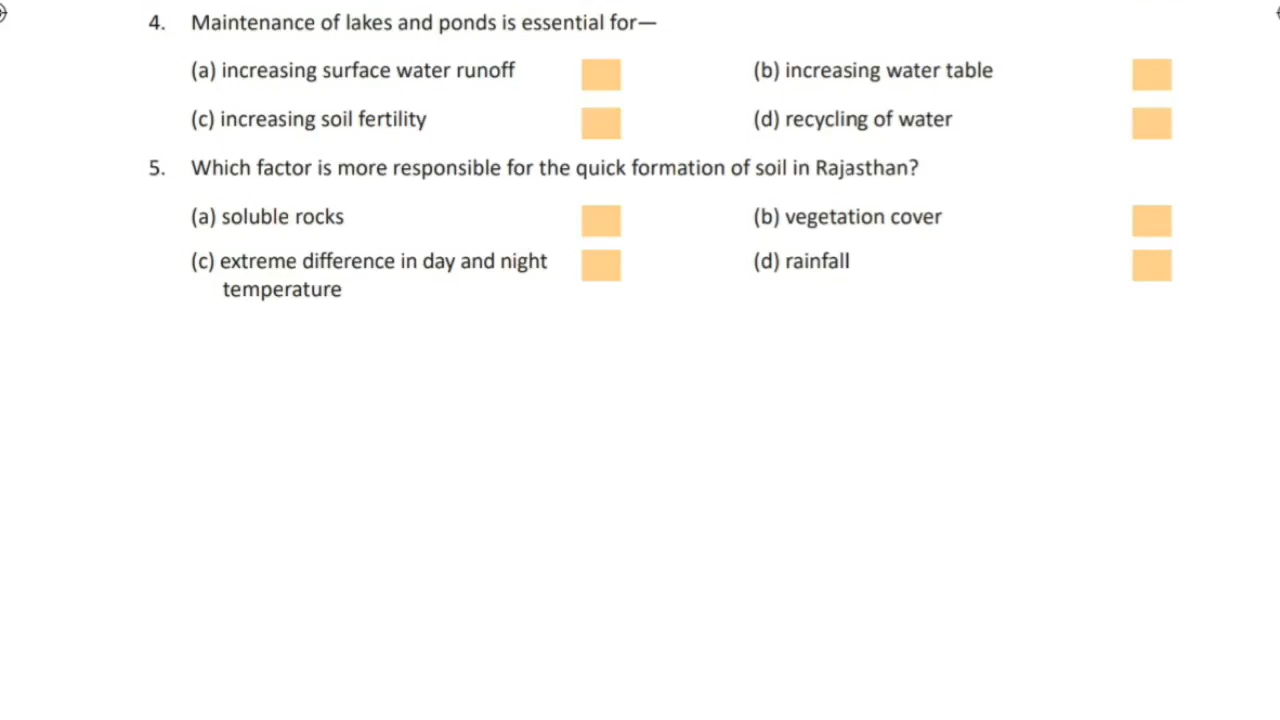 4. Maintenance of lakes and ponds is essential for—
(a) increasing surface water runoff (b) increasing water table
(c) increasing soil fertility (d) recycling of water
5. Which factor is more responsible for the quick formation of soil in Rajasthan?
(a) soluble rocks (b) vegetation cover
(c) extreme difference in day and night (d) rainfall
temperature